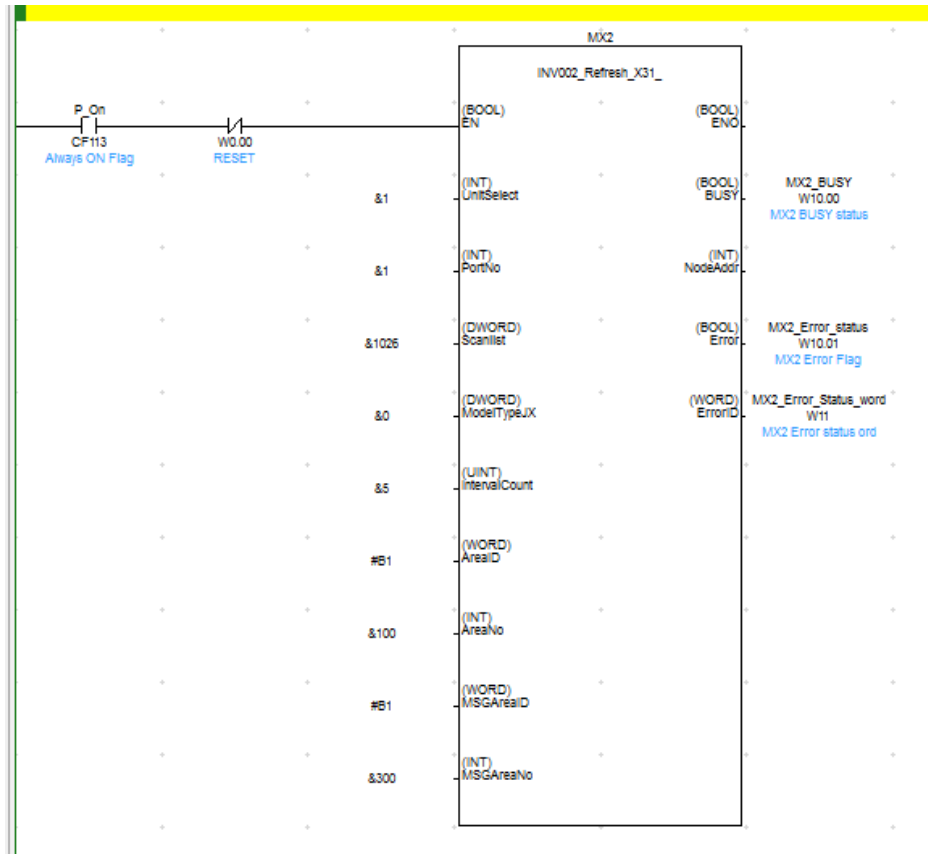 MX2
INV002_Refresh_X31_
P_On
(BOOL)
EN
(BOOL)
ENO
CF113
W0.00
Always ON Flag
RESET
&1
(INT)
UnitSelect
(BOOL)
BUSY
MX2_BUSY
W10.00
MX2 BUSY status
&1
(INT)
PortNo
(INT)
NodeAddr
&1026
(DWORD)
Scanlist
(BOOL)
Error
MX2_Error_status
W10.01
MX2 Error Flag
&0
(DWORD)
ModelTypeJX
(WORD)
ErrorID
MX2_Error_Status_word
W11
MX2 Error status ord
&5
(UINT)
IntervalCount
#B1
(WORD)
AreaID
&100
(INT)
AreaNo
#B1
(WORD)
MSGAreaID
&300
(INT)
MSGAreaNo